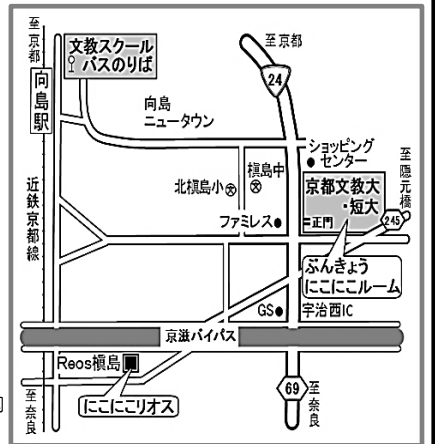 至京都
向島駅
近鉄京都線
至奈良
文教スクール
バスのりば
向島
ニュータウン
至京都
24
ショッピング
センター
至隠元橋
槇島中
北槇島小
文
文
京都文教大
・短大
ファミレス
正門
245
ぶんきょう
にこにこルーム
GS
宇治西IC
京滋バイパス
Reos槇島
にこにこリオス
69
至奈良